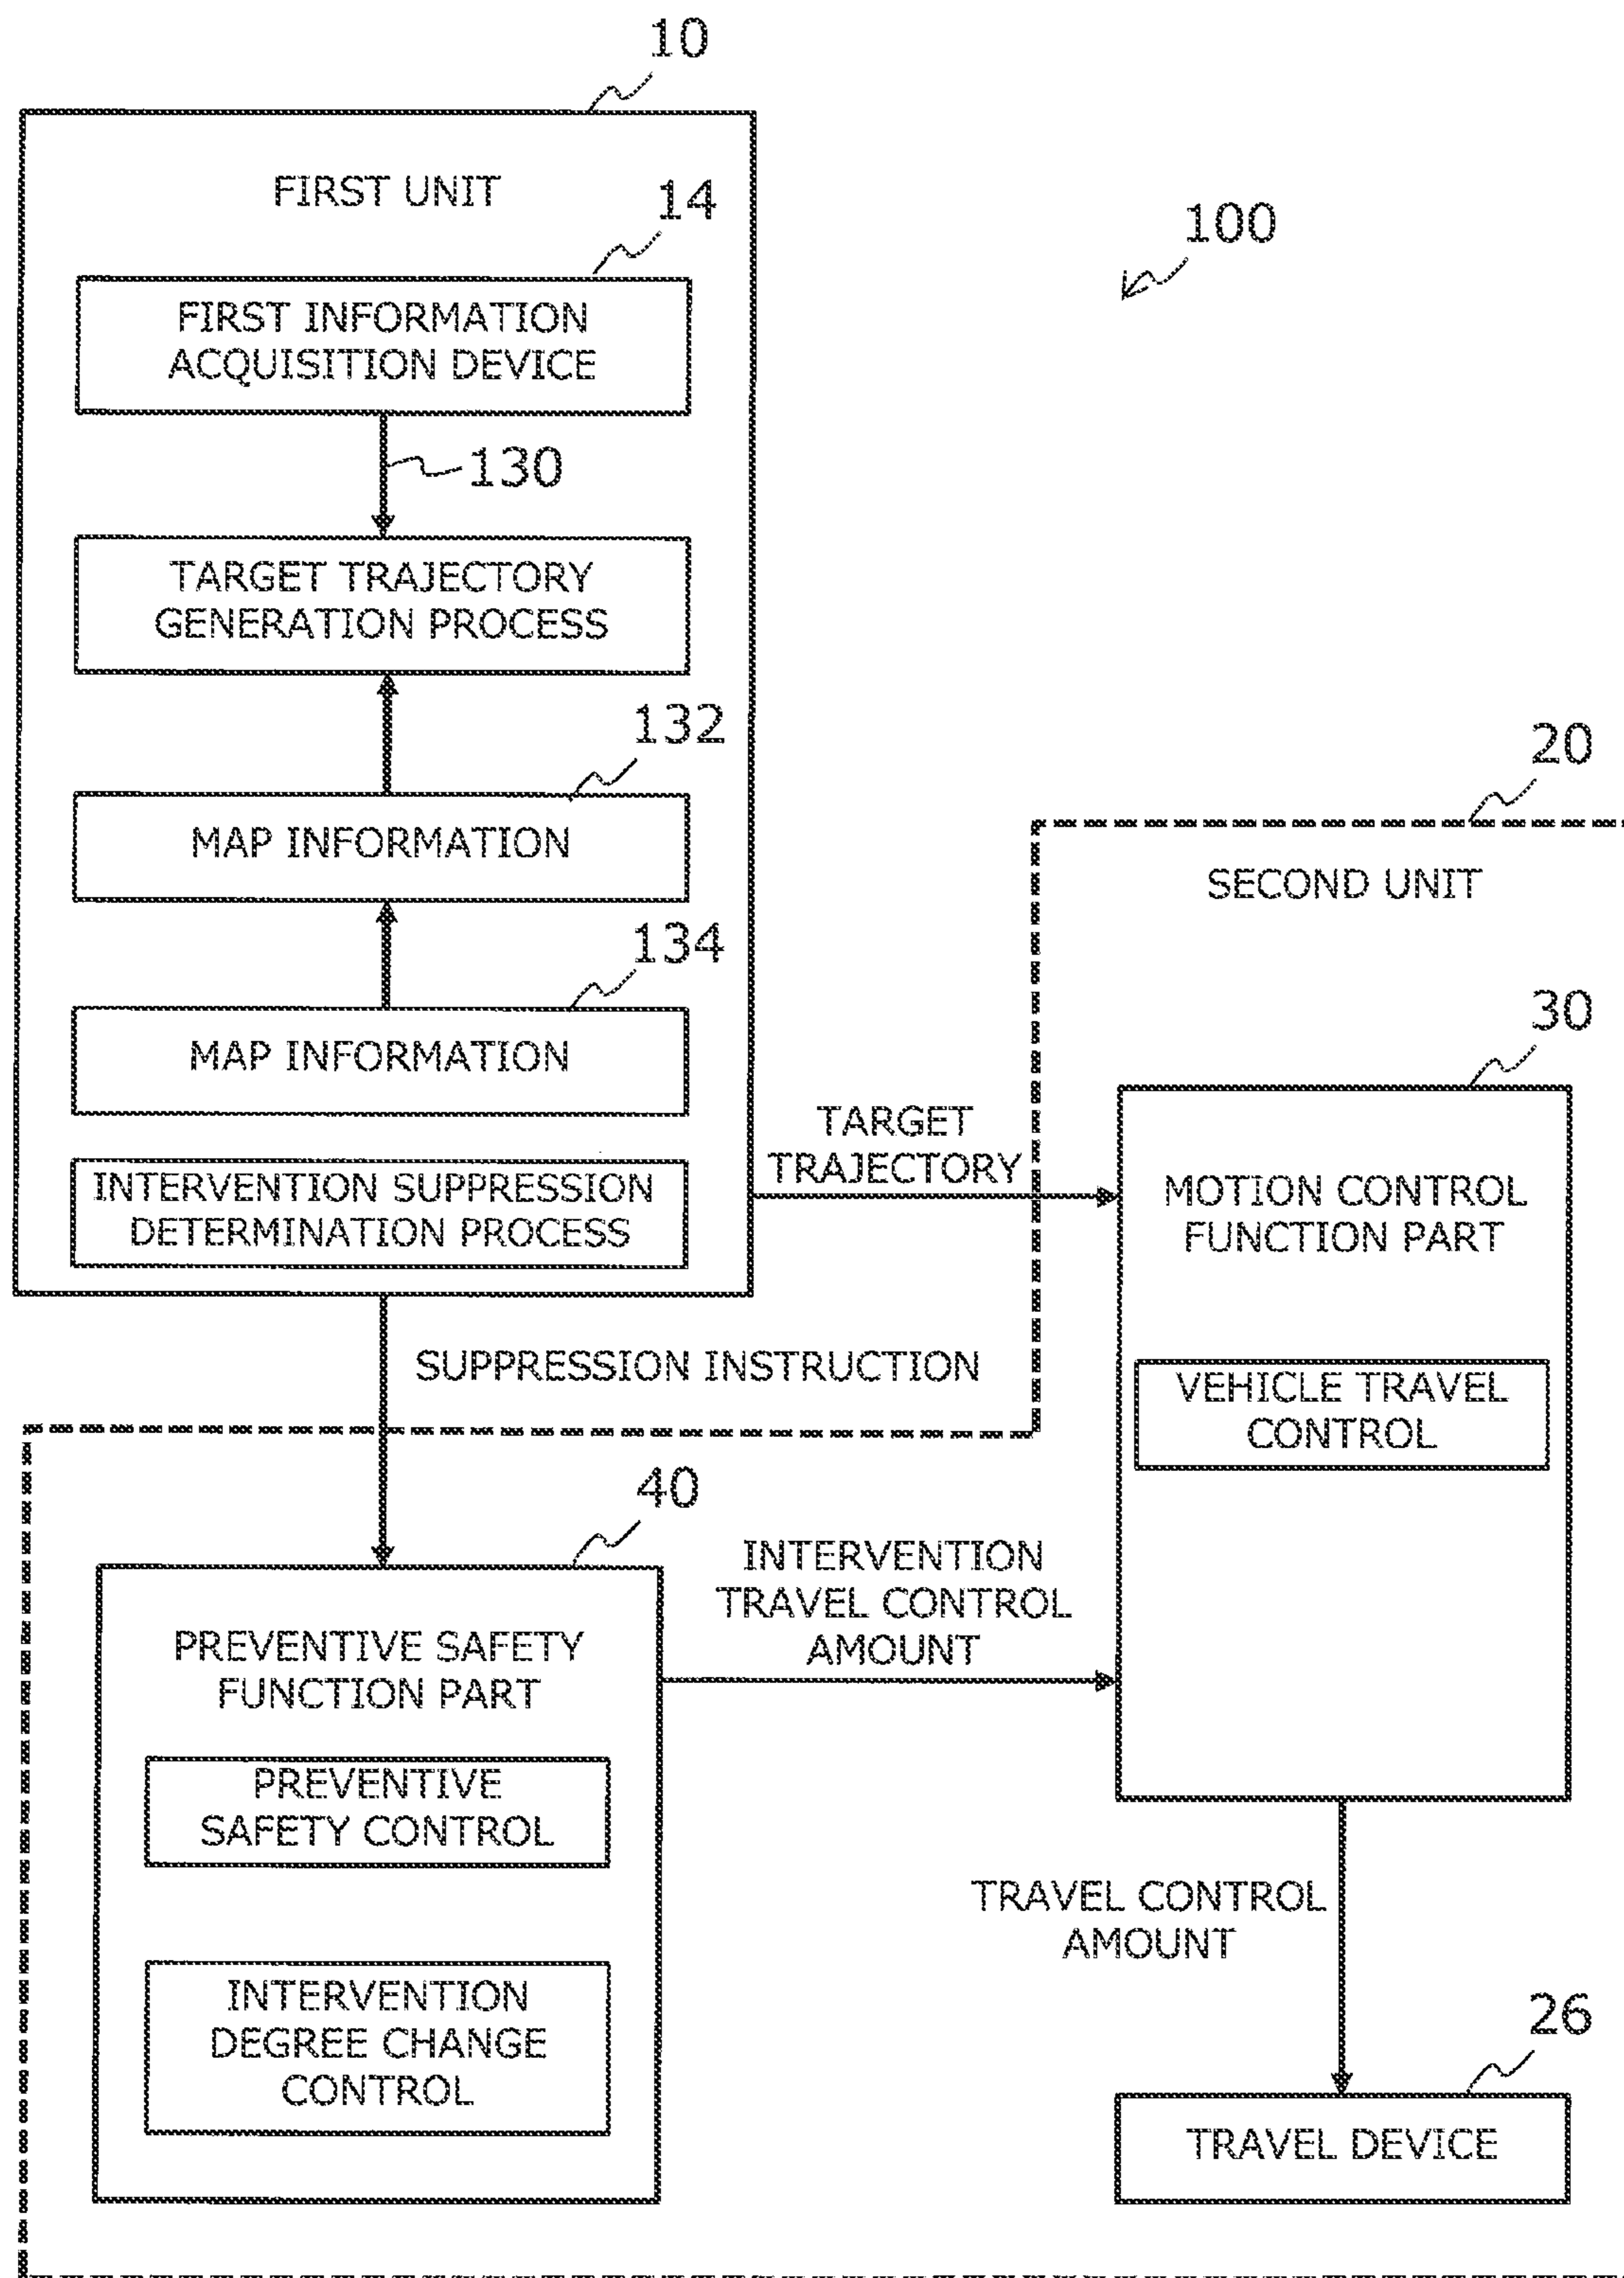 10
FIRST UNIT
14
100
FIRST INFORMATION
ACQUISITION DEVICE
130
TARGET TRAJECTORY
GENERATION PROCESS
132
MAP INFORMATION
134
MAP INFORMATION
INTERVENTION SUPPRESSION
DETERMINATION PROCESS
TARGET
TRAJECTORY
20
SECOND UNIT
30
MOTION CONTROL
FUNCTION PART
VEHICLE TRAVEL
CONTROL
SUPPRESSION INSTRUCTION
40
PREVENTIVE SAFETY
FUNCTION PART
PREVENTIVE
SAFETY CONTROL
INTERVENTION
DEGREE CHANGE
CONTROL
INTERVENTION
TRAVEL CONTROL
AMOUNT
TRAVEL CONTROL
AMOUNT
26
TRAVEL DEVICE